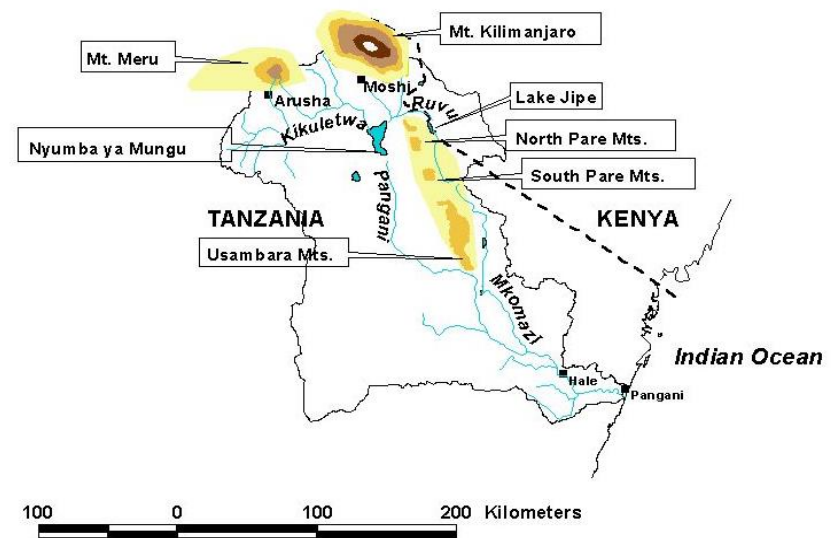 Mt. Kilimanjaro
Mt. Meru
Moshi
Arusha
Ruvu
Lake Jipe
Kikuletwa
North Pare Mts.
Nyumba ya Mungu
South Pare Mts.
Pangani
TANZANIA
KENYA
Usambara Mts.
Mkomazi
Indian Ocean
Hale
Pangani
100 0 100 200 Kilometers